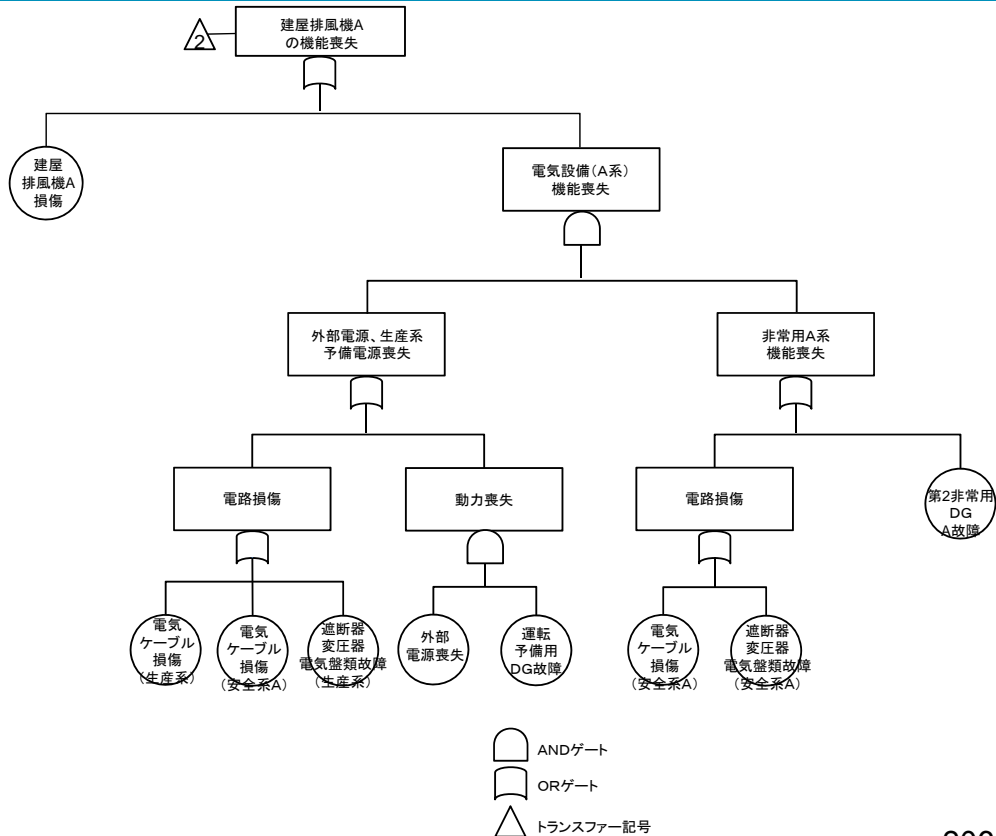 建屋排風機A
の機能喪失
2
建屋
排風機A
損傷
電気設備(A系)
機能喪失
外部電源、生産系
予備電源喪失
非常用A系
機能喪失
電路損傷
動力喪失
電路損傷
第2非常用
DG
A故障
電気
ケーブル
損傷
(生産系)
電気
ケーブル
損傷
(安全系A)
遮断器
変圧器
電気盤類故障
(生産系)
外部
電源喪失
運転
予備用
DG故障
電気
ケーブル
損傷
(安全系A)
遮断器
変圧器
電気盤類故障
(安全系A)
ANDゲート
ORゲート
トランスファー記号